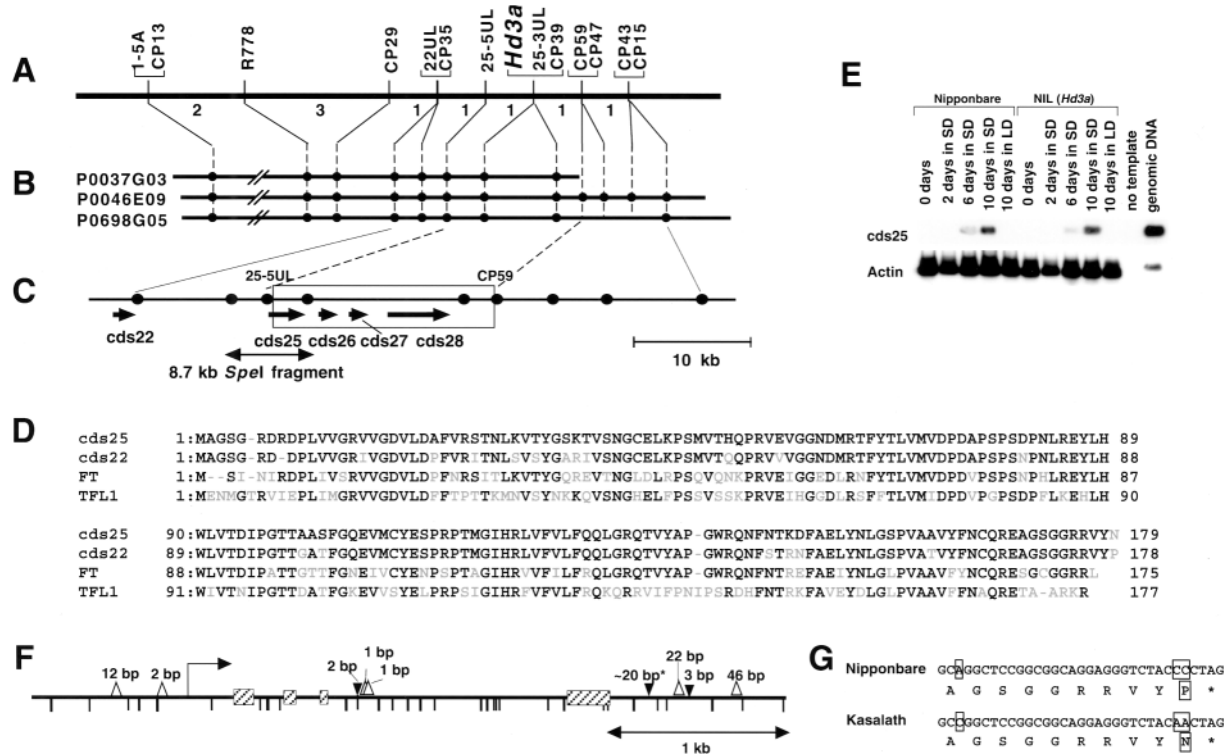 A
1-5A
CP13
R778
CP29
22UL
CP35
25-5UL
Hd3a
25-3UL
CP39
CP59
CP47
CP43
CP15
2 3 1 1 1 1 1
B
P0037G03
P0046E09
P0698G05
C
25-5UL
CP59
cds22
cds25
cds26
cds27
cds28
8.7 kb SpeI fragment
10 kb
E
Nipponbare
NIL (Hd3a)
0 days
2 days in SD
6 days in SD
10 days in SD
10 days in LD
0 days
2 days in SD
6 days in SD
10 days in SD
10 days in LD
no template
genomic DNA
cds25
Actin
D
cds25 1:MAGSG-RDRDPLVVGRVVGDVLDAFVRSTNLKVTYGSKTVSNGCELKPSMVTHQPRVEVGGNDMRTFYTLVMVDPDAPSPSDPNLREYLH 89
cds22 1:MAGSG-RD-DPLVVGRIVGDVLDPFVRITNLSVSYGARIVSNGCELKPSMVTQQPRVVVGGNDMRTFYTLVMVDPDAPSPSNPNLREYLH 88
FT 1:M--SI-NIRDPLIVSRVVGDVLDPFNRSITLKVTYGQREVTNGLDLRPSQVQNKPRVEIGGEDLRNFYTLVMVDPDVPSPSNPHLREYLH 87
TFL1 1:MENMGTRVIEPLIMGRVVGDVLDFFTPTTKMNVSYNKKQVSNGHELFPSSVSSKPRVEIHGGDLRSFFTLVMIDPDVPGPSDPFLKEHLH 90
cds25 90:WLVTDIPGTTAASFGQEVMCYESPRPTMGIHRLVFVLFQQLGRQTVYAP-GWRQNFNTKDFAELYNLGSPVAAVYFNCQREAGSGGRRVYN 179
cds22 89:WLVTDIPGTTGATFGQEVMCYESPRPTMGIHRLVFVLFQQLGRQTVYAP-GWRQNFSTRNFAELYNLGSPVATVYFNCQREAGSGGRRVYP 178
FT 88:WLVTDIPATTGTTFGNEIVCYENPSPTAGIHRVVFILFRQLGRQTVYAP-GWRQNFNTREFAEIYNLGLPVAAVFYNCQRESGCGGRRL 175
TFL1 91:WIVTNIPGTTDATFGKEVVSYELPRPSIGIHRFVFVLFRQKQRRVIFPNIPSRDHFNTRKFAVEYDLGLPVAAVFFNAQRETA-ARKR 177
F
12 bp
2 bp
2 bp
1 bp
1 bp
~20 bp*
22 bp
3 bp
46 bp
1 kb
G
Nipponbare GCAGGCTCCGGCGGCAGGAGGGTCTACCCCTAG
A G S G G R R V Y P *
Kasalath GCCGGCTCCGGCGGCAGGAGGGTCTACAACTAG
A G S G G R R V Y N *